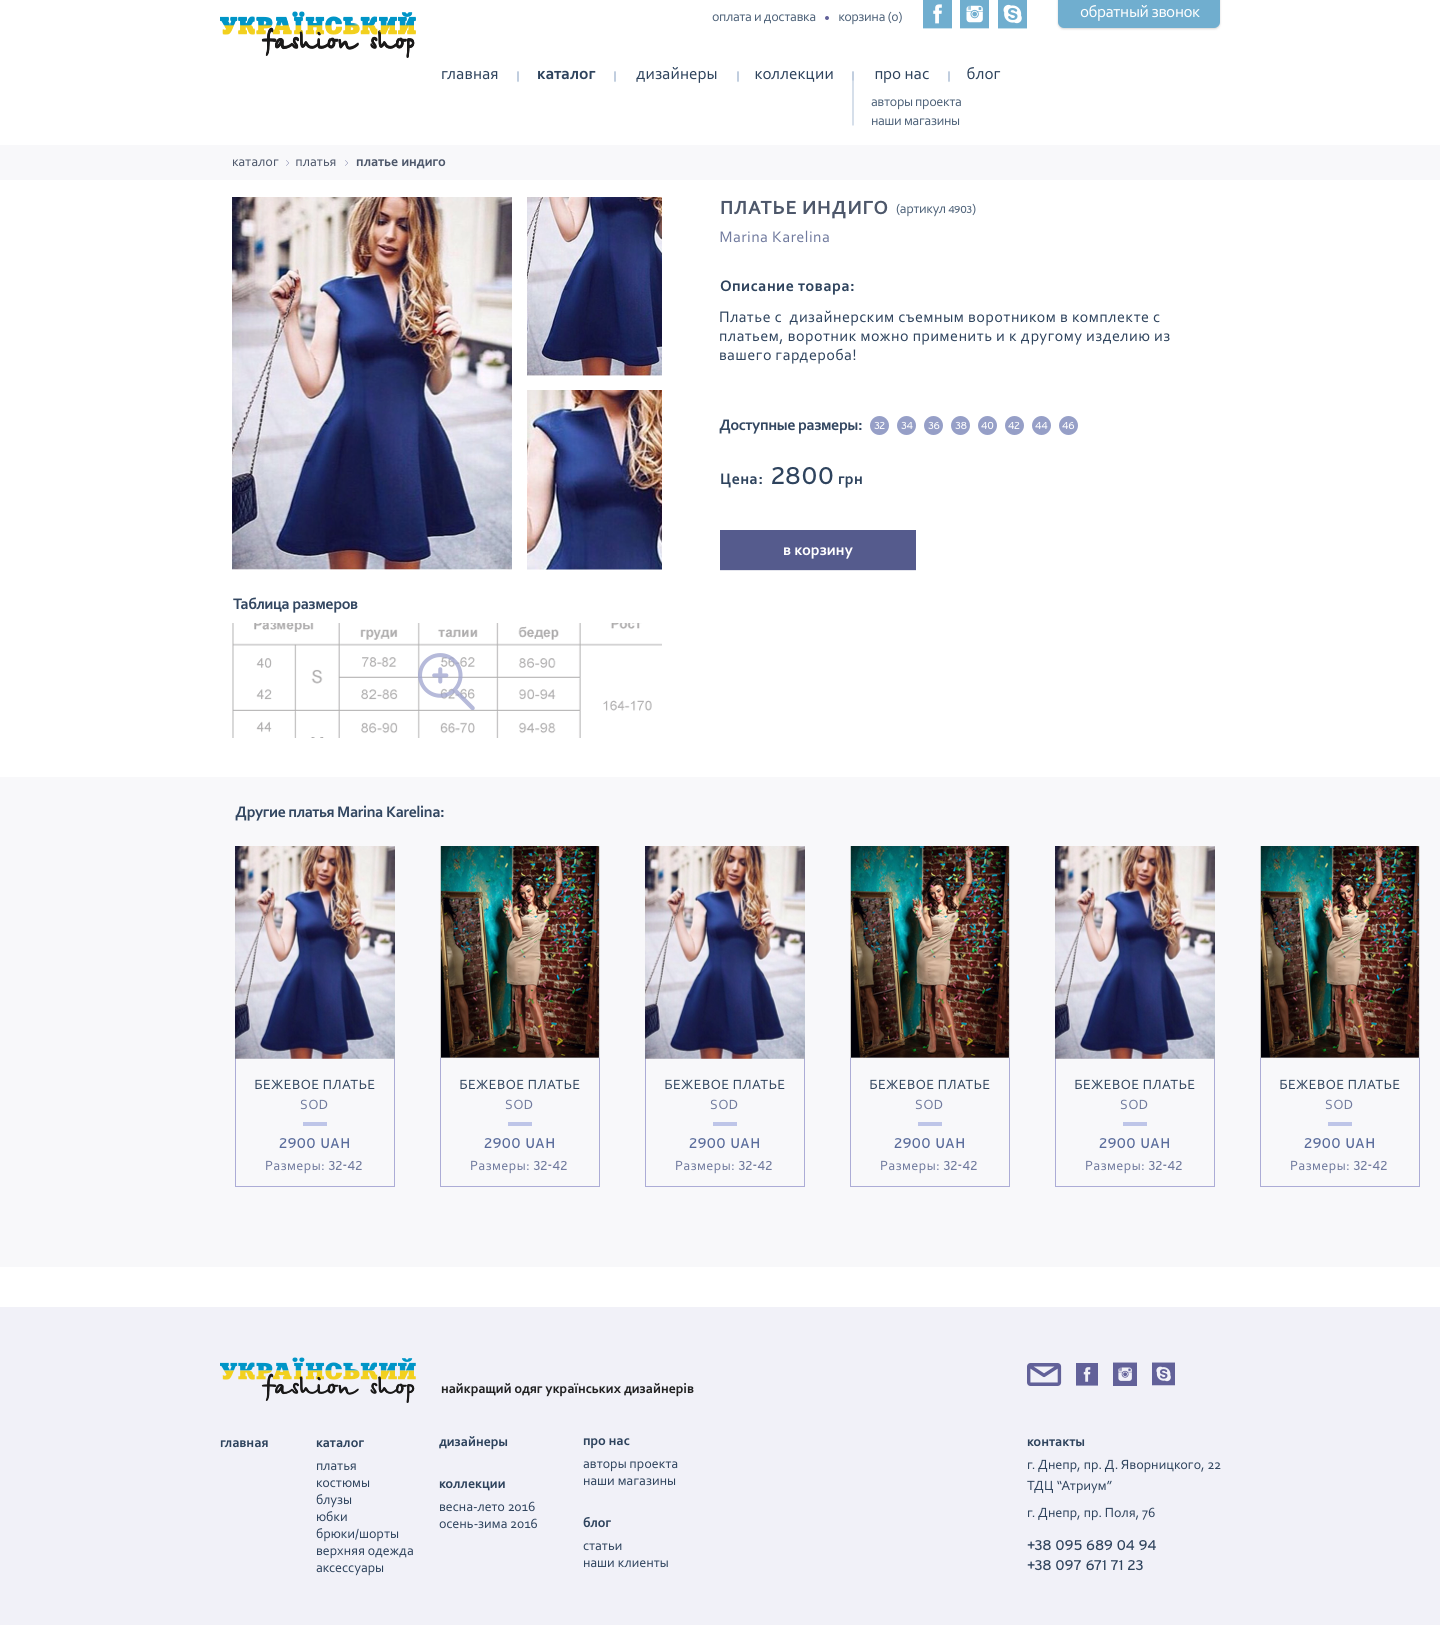 УКРАЇНСЬКИЙ
fashion shop
оплата и доставка • корзина (0)
обратный звонок
главная | каталог | дизайнеры | коллекции | про нас | блог
авторы проекта
наши магазины
каталог › платья › платье индиго
ПЛАТЬЕ ИНДИГО (артикул 4903)
Marina Karelina
Описание товара:
Платье с дизайнерским съемным воротником в комплекте с
платьем, воротник можно применить и к другому изделию из
вашего гардероба!
Доступные размеры: 32 34 36 38 40 42 44 46
Цена: 2800 грн
в корзину
Таблица размеров
Размеры груди талии бедер Рост
40 S 78-82 56-62 86-90
42 82-86 62-66 90-94 164-170
44 86-90 66-70 94-98
Другие платья Marina Karelina:
БЕЖЕВОЕ ПЛАТЬЕ
SOD
2900 UAH
Размеры: 32-42
БЕЖЕВОЕ ПЛАТЬЕ
SOD
2900 UAH
Размеры: 32-42
БЕЖЕВОЕ ПЛАТЬЕ
SOD
2900 UAH
Размеры: 32-42
БЕЖЕВОЕ ПЛАТЬЕ
SOD
2900 UAH
Размеры: 32-42
БЕЖЕВОЕ ПЛАТЬЕ
SOD
2900 UAH
Размеры: 32-42
БЕЖЕВОЕ ПЛАТЬЕ
SOD
2900 UAH
Размеры: 32-42
УКРАЇНСЬКИЙ
fashion shop
найкращий одяг українських дизайнерів
главная
каталог
платья
костюмы
блузы
юбки
брюки/шорты
верхняя одежда
аксессуары
дизайнеры
коллекции
весна-лето 2016
осень-зима 2016
про нас
авторы проекта
наши магазины
блог
статьи
наши клиенты
контакты
г. Днепр, пр. Д. Яворницкого, 22
ТДЦ “Атриум”
г. Днепр, пр. Поля, 76
+38 095 689 04 94
+38 097 671 71 23